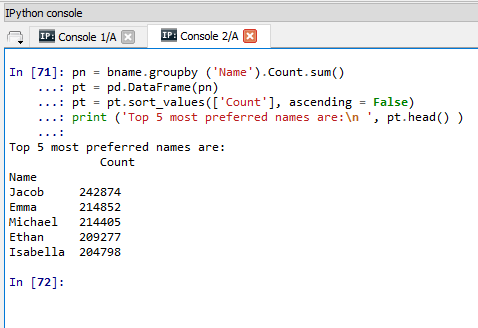 IPython console
IP: Console 1/A
IP: Console 2/A
In [71]: pn = bname.groupby ('Name').Count.sum()
...: pt = pd.DataFrame(pn)
...: pt = pt.sort_values(['Count'], ascending = False)
...: print ('Top 5 most preferred names are:\n ', pt.head() )
...:
Top 5 most preferred names are:
Count
Name
Jacob 242874
Emma 214852
Michael 214405
Ethan 209277
Isabella 204798
In [72]: